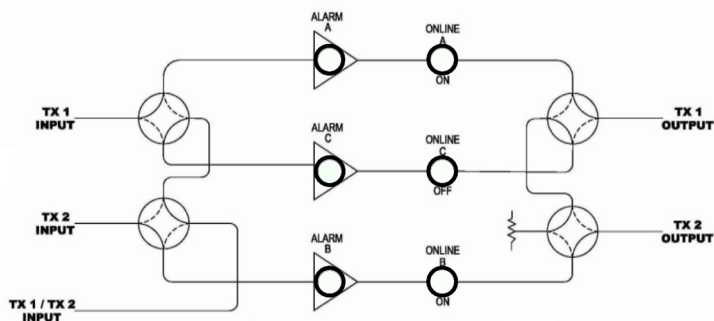 ALARM
A
ONLINE
A
ON
TX 1
INPUT
TX 1
OUTPUT
ALARM
C
ONLINE
C
OFF
TX 2
INPUT
TX 2
OUTPUT
ALARM
B
ONLINE
B
ON
TX 1 / TX 2
INPUT